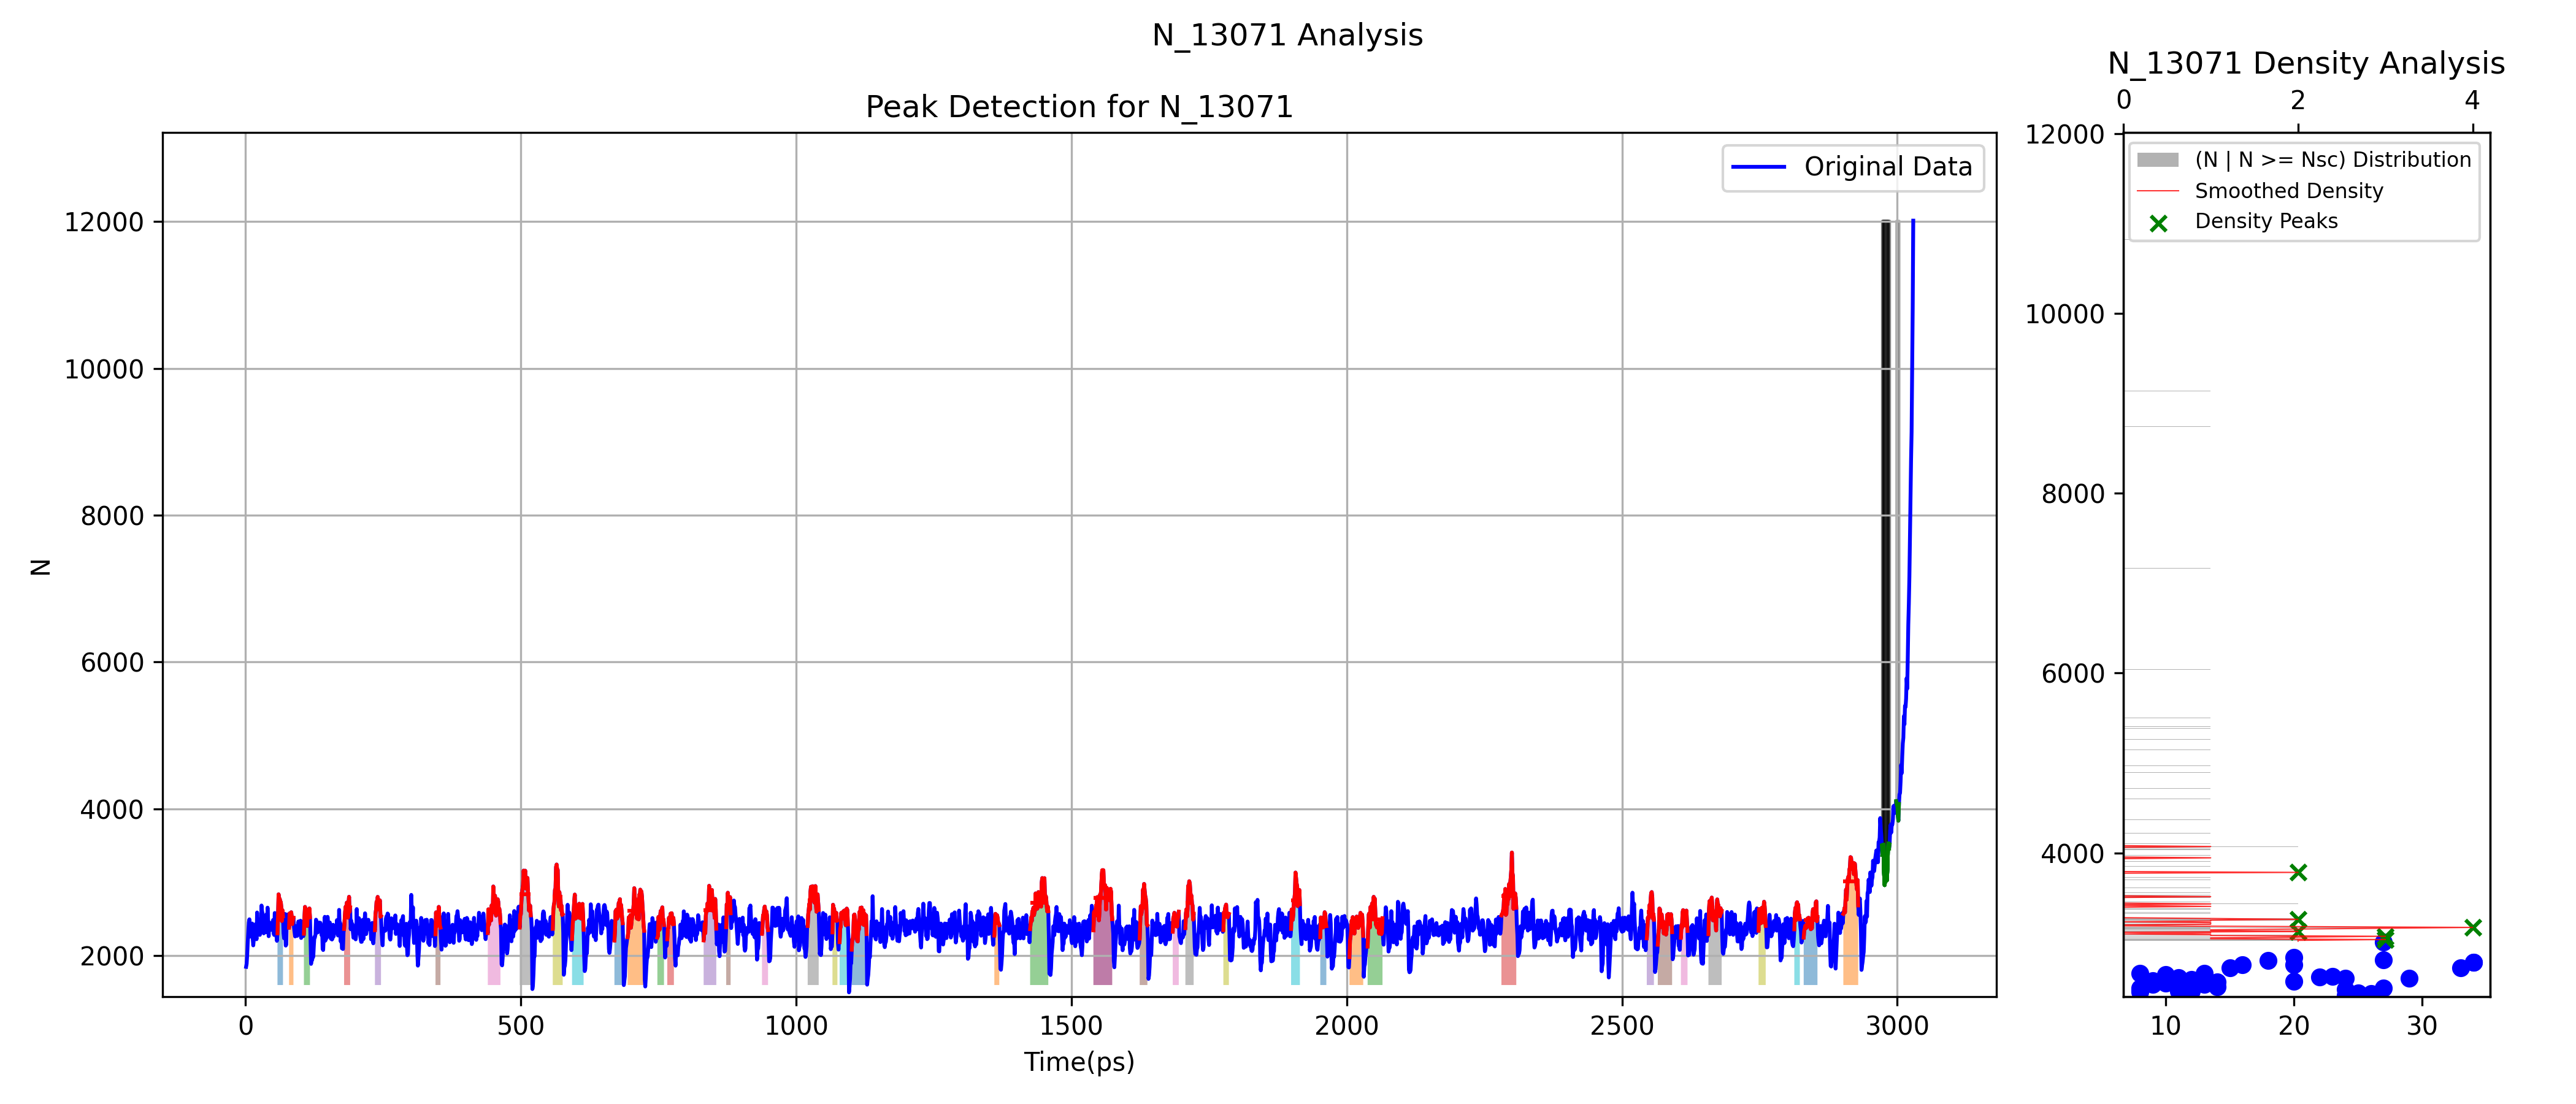 N_13071 Analysis
Peak Detection for N_13071
N
12000
10000
8000
6000
4000
2000
0
500
1000
1500
2000
2500
3000
Time(ps)
Original Data
N_13071 Density Analysis
0
2
4
12000
10000
8000
6000
4000
10
20
30
(N | N >= Nsc) Distribution
Smoothed Density
Density Peaks